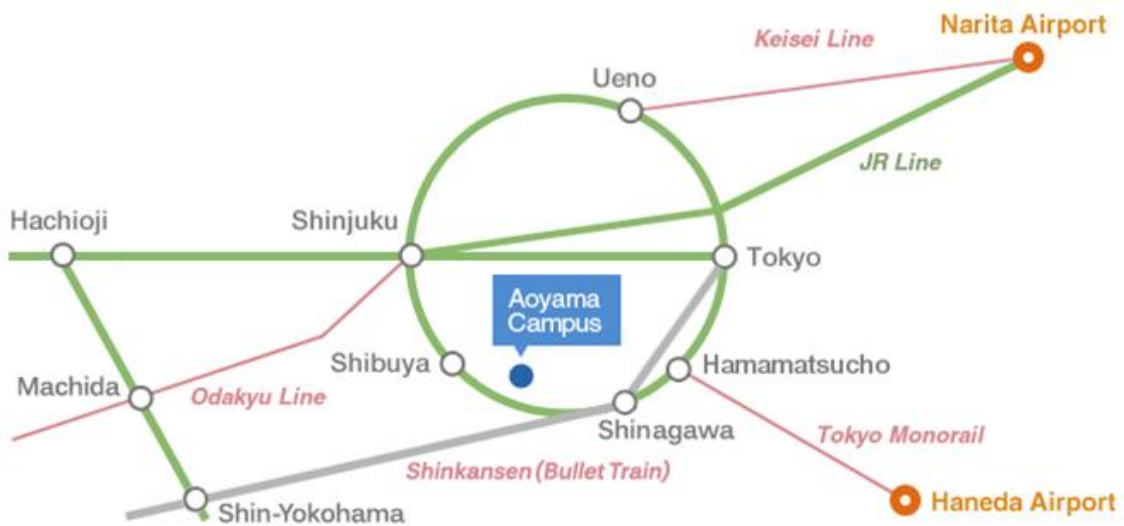 Narita Airport
Keisei Line
Ueno
JR Line
Hachioji
Shinjuku
Tokyo
Aoyama
Campus
Shibuya
Hamamatsucho
Machida
Odakyu Line
Shinagawa
Tokyo Monorail
Shinkansen (Bullet Train)
Haneda Airport
Shin-Yokohama